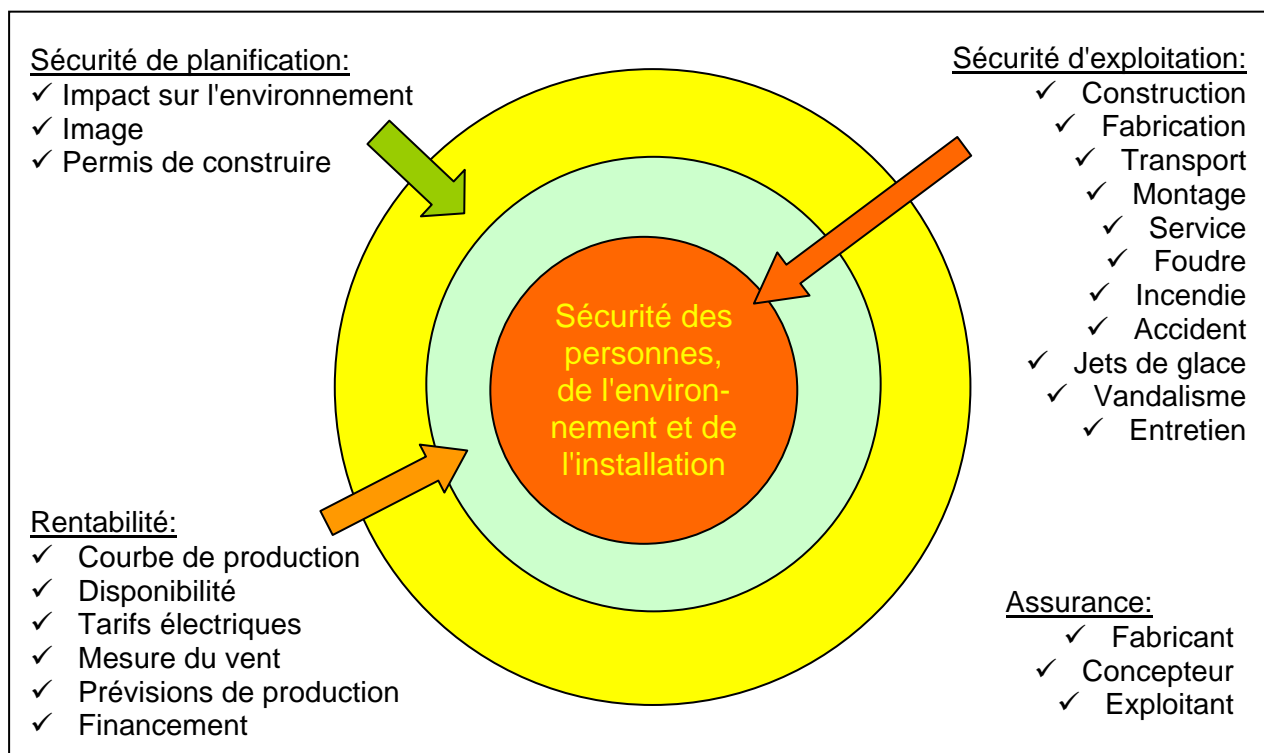 Sécurité de planification:
✓ Impact sur l'environnement
✓ Image
✓ Permis de construire
Sécurité d'exploitation:
✓ Construction
✓ Fabrication
✓ Transport
✓ Montage
✓ Service
✓ Foudre
✓ Incendie
✓ Accident
✓ Jets de glace
✓ Vandalisme
✓ Entretien
Sécurité des
personnes,
de l'environ-
nement et de
l'installation
Rentabilité:
✓ Courbe de production
✓ Disponibilité
✓ Tarifs électriques
✓ Mesure du vent
✓ Prévisions de production
✓ Financement
Assurance:
✓ Fabricant
✓ Concepteur
✓ Exploitant